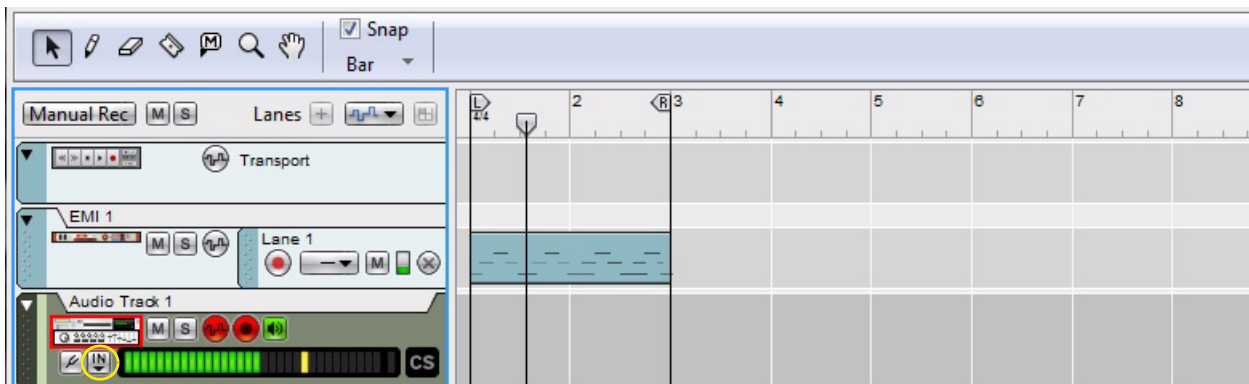 M
Snap
Bar
Manual Rec M S Lanes +
L 2 R 3 4 5 6 7 8
4/4
Transport
EMI 1
M S Lane 1
M
Audio Track 1
M S
IN CS